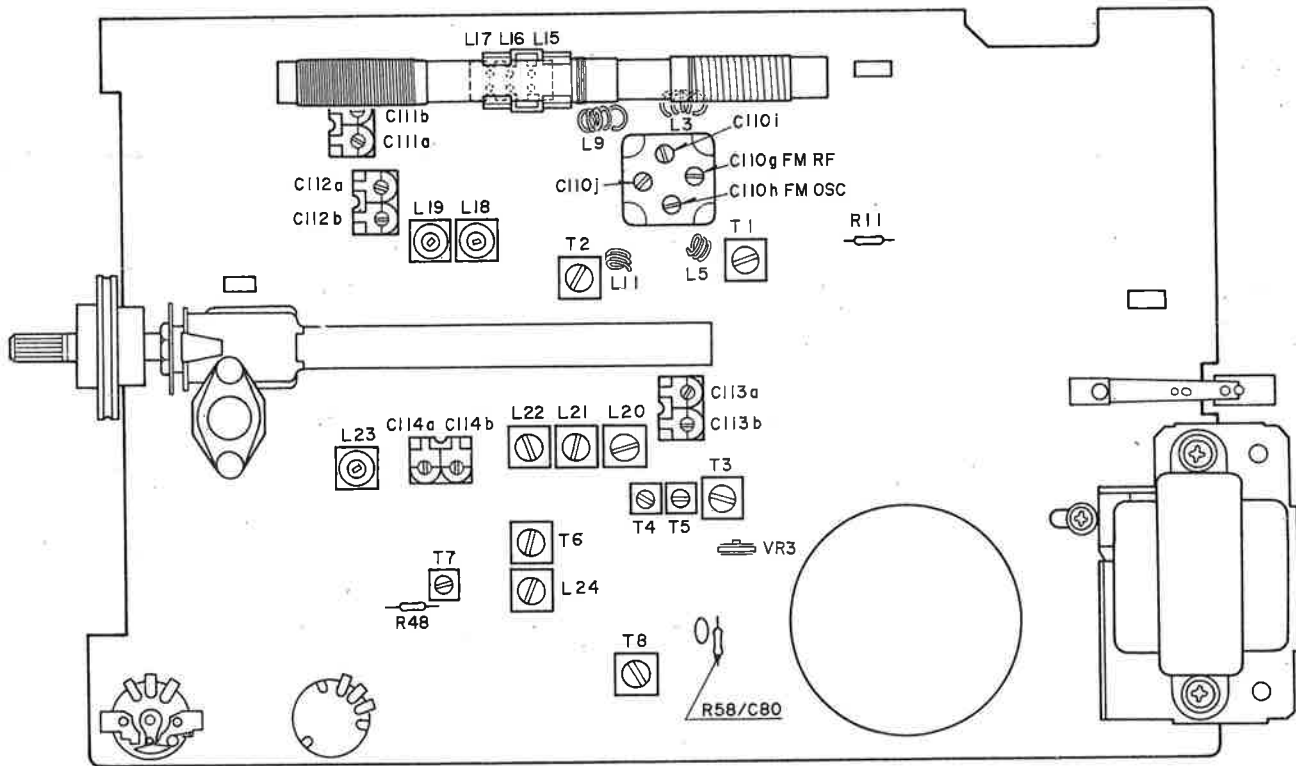 L17 L16 L15
C111b
C111a
L9
L3
C110i
C110g FM RF
C110j
C110h FM OSC
C112a
C112b
L19 L18
T2
L11
L5
T1
R11
C113a
C113b
L23
C114a C114b
L22 L21 L20
T4 T5
T3
T6
VR3
T7
L24
R48
T8
R58/C80